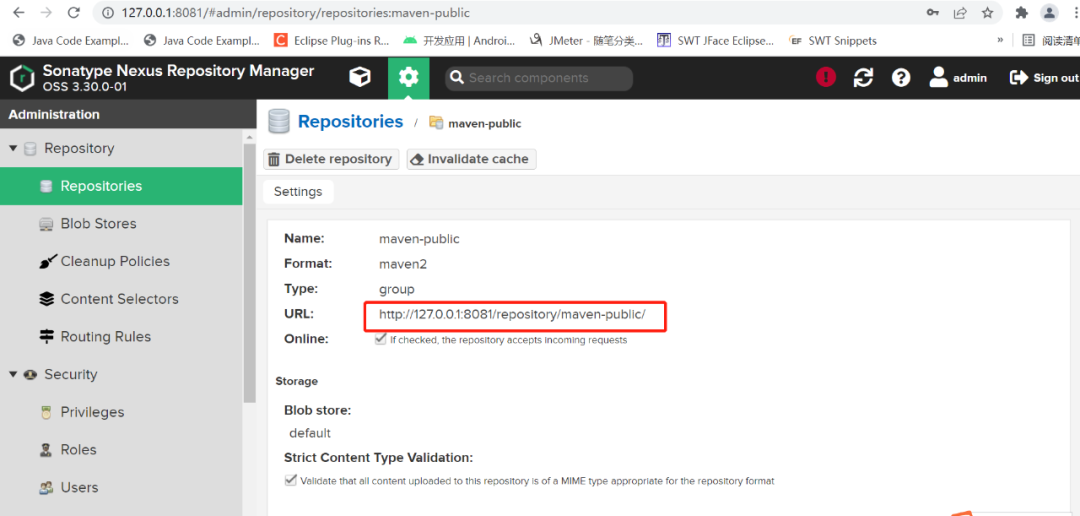 127.0.0.1:8081/#admin/repository/repositories:maven-public
Java Code Exampl... Java Code Exampl... Eclipse Plug-ins R... 开发应用 | Androi... JMeter - 随笔分类... SWT JFace Eclipse... SWT Snippets » 阅读清单
Sonatype Nexus Repository Manager
OSS 3.30.0-01
Search components
admin
Sign out
Administration
Repositories / maven-public
Repository
Delete repository Invalidate cache
Repositories
Settings
Blob Stores
Cleanup Policies
Content Selectors
Routing Rules
Security
Privileges
Roles
Users
Name: maven-public
Format: maven2
Type: group
URL: http://127.0.0.1:8081/repository/maven-public/
Online: If checked, the repository accepts incoming requests
Storage
Blob store:
default
Strict Content Type Validation:
Validate that all content uploaded to this repository is of a MIME type appropriate for the repository format